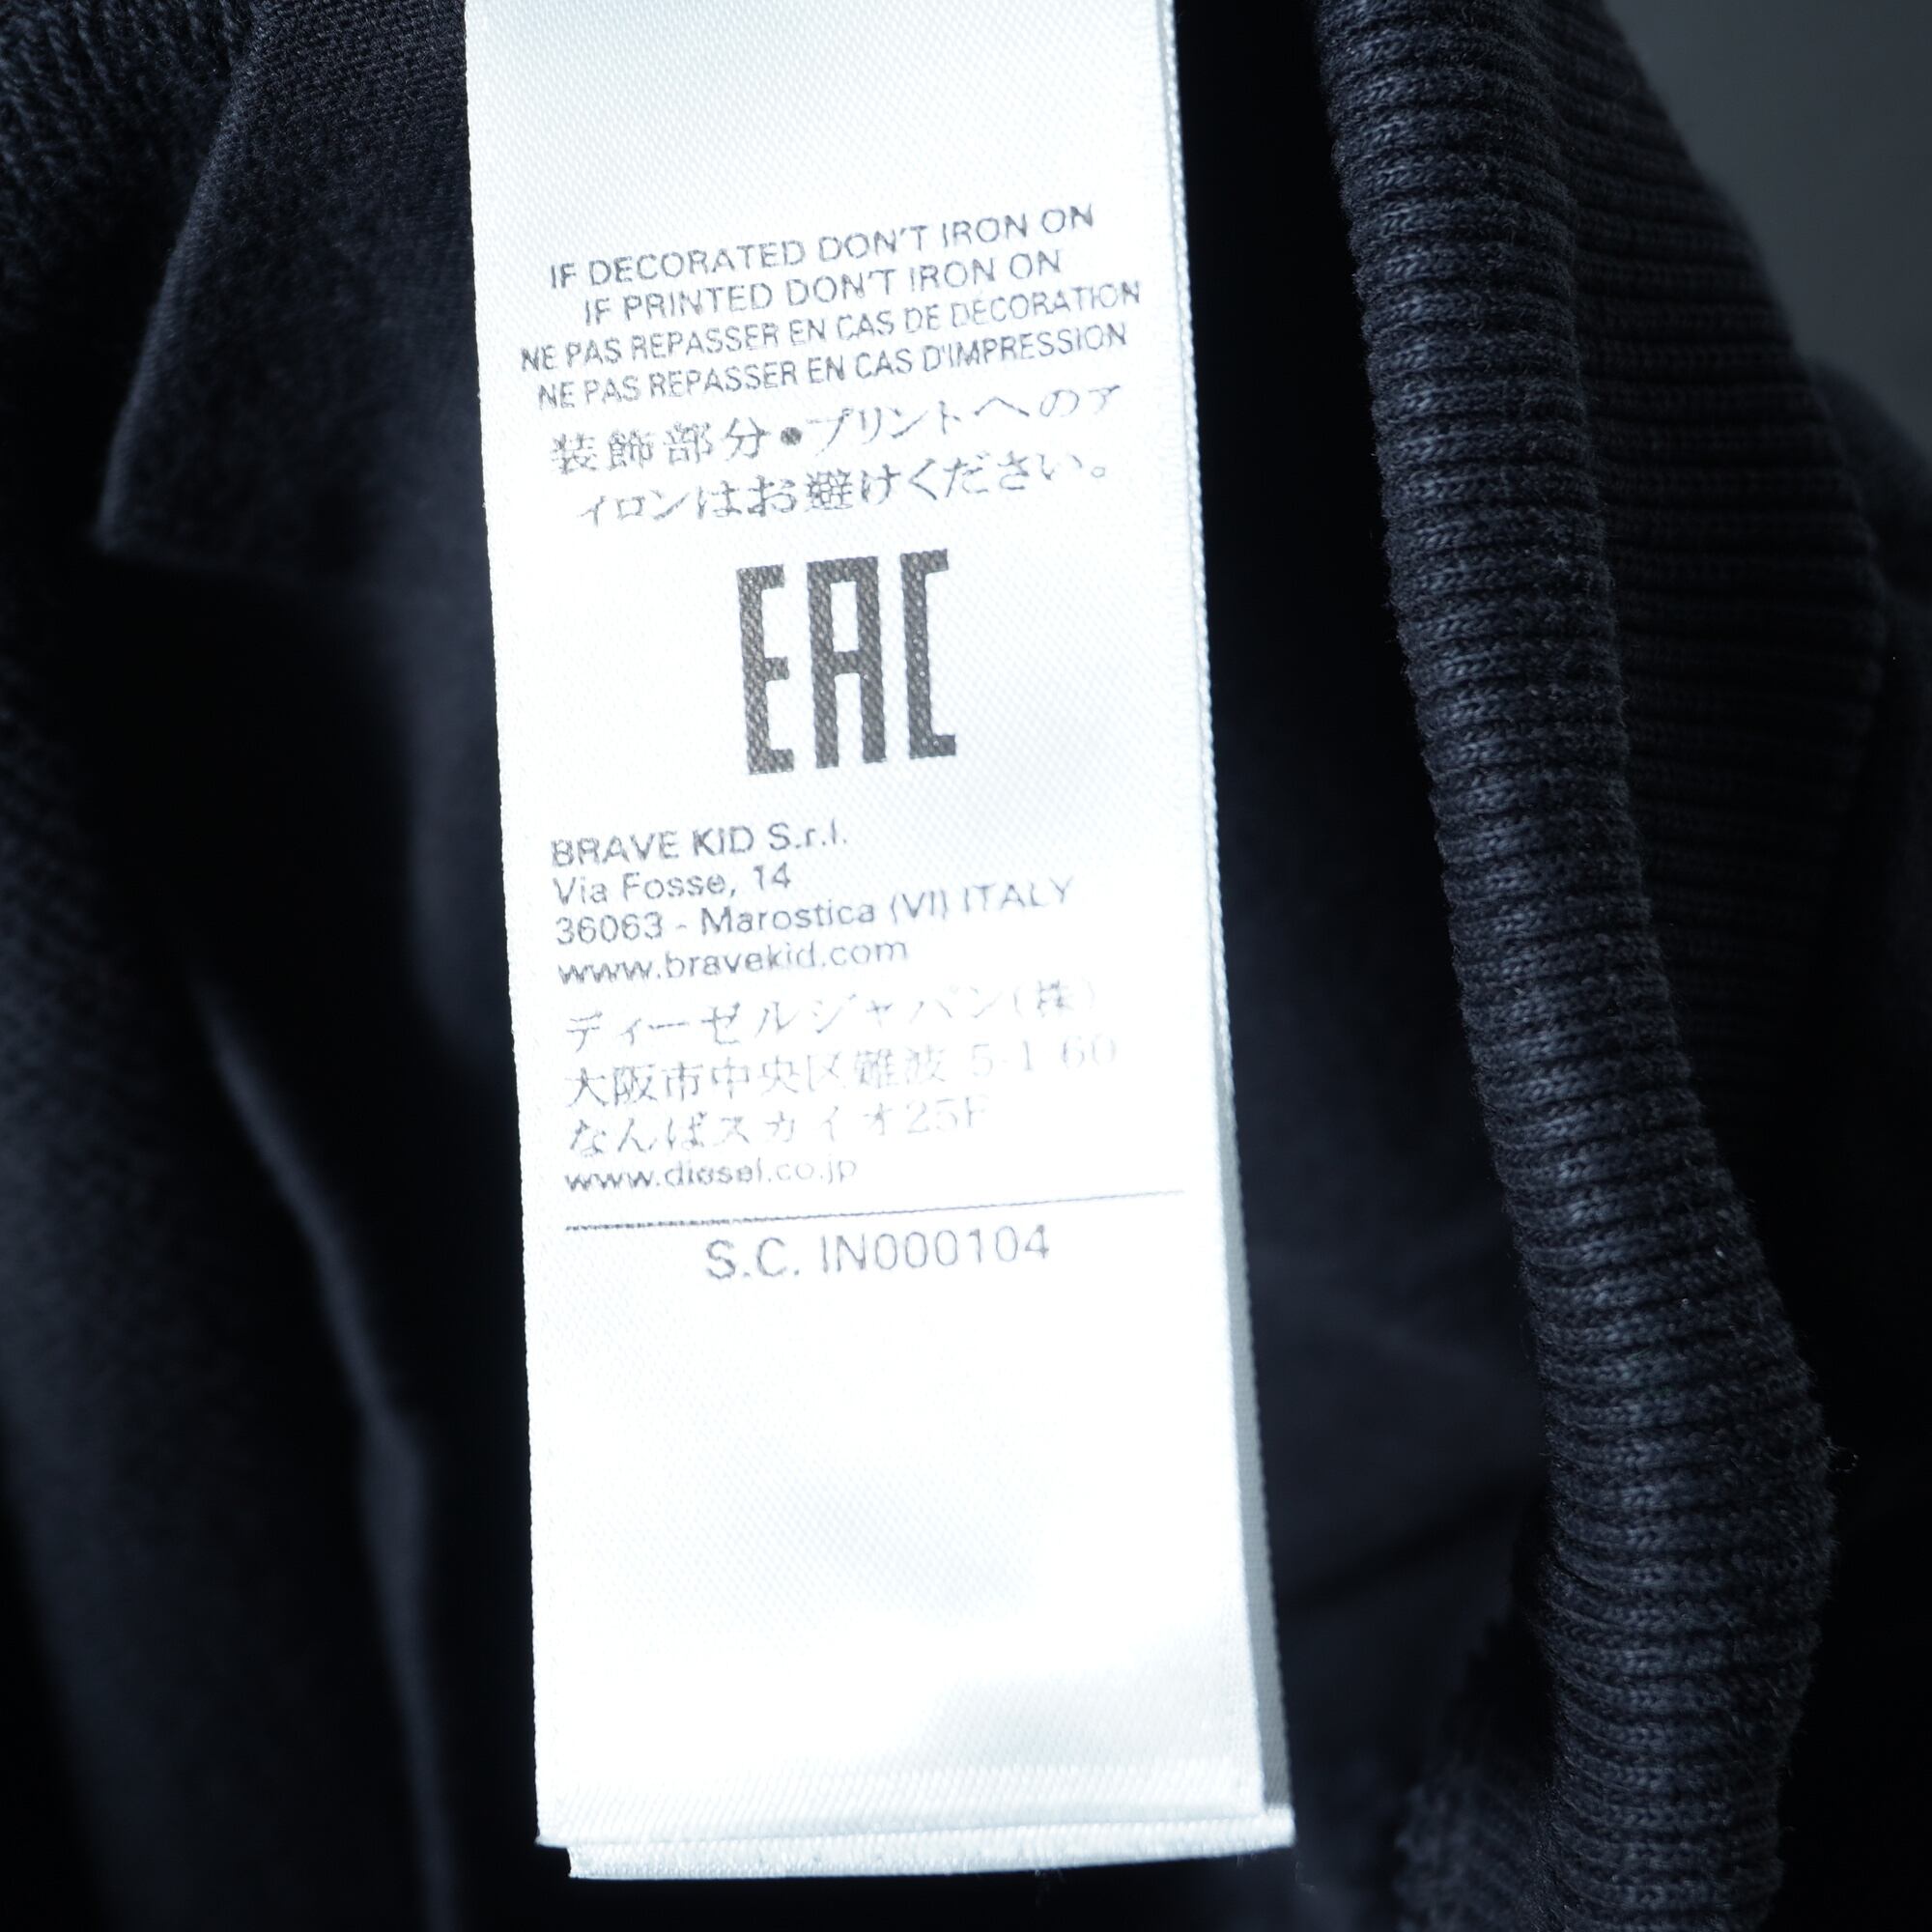 IF DECORATED DON'T IRON ON
IF PRINTED DON'T IRON ON
NE PAS REPASSER EN CAS DE DÉCORATION
NE PAS REPASSER EN CAS D'IMPRESSION
装飾部分●プリントへのア
イロンはお避けください。
EAC
BRAVE KID S.r.l.
Via Fosse, 14
36063 - Marostica (VI) ITALY
www.bravekid.com
ディーゼルジャパン(株)
大阪市中央区難波 5-1-60
なんばスカイオ25F
www.diesel.co.jp
S.C. IN000104